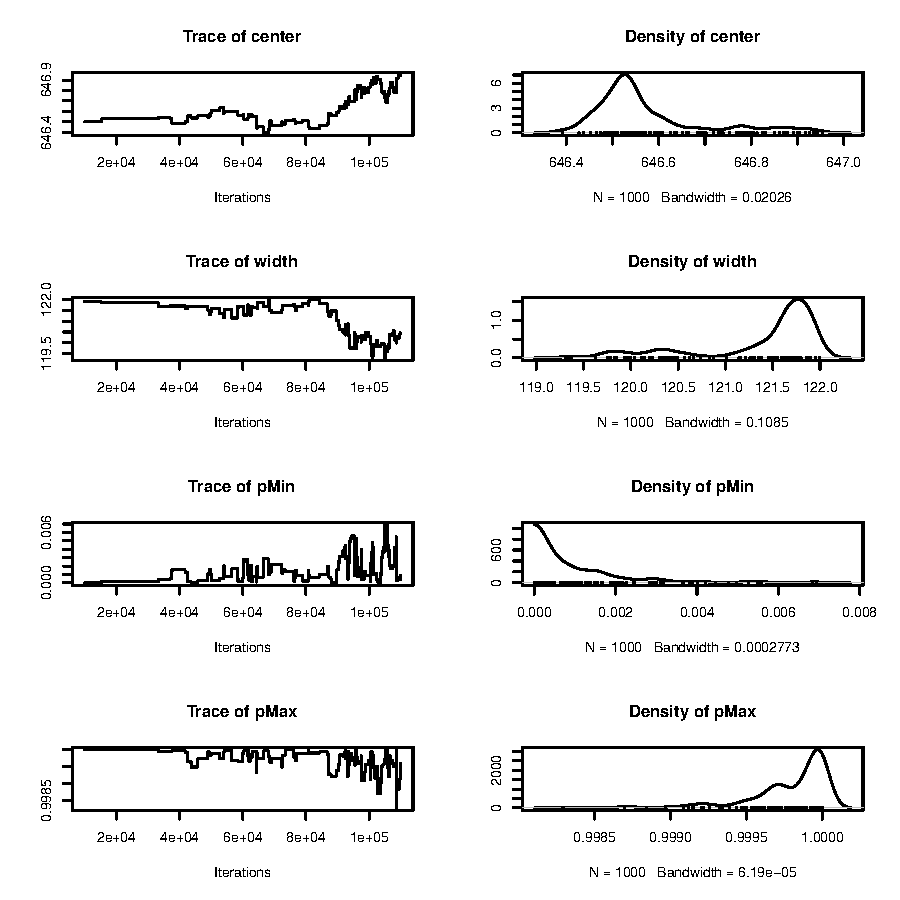 Trace of center
646.4 646.9
2e+04 4e+04 6e+04 8e+04 1e+05
Iterations
Density of center
0 3 6
646.4 646.6 646.8 647.0
N = 1000 Bandwidth = 0.02026
Trace of width
119.5 122.0
2e+04 4e+04 6e+04 8e+04 1e+05
Iterations
Density of width
0.0 1.0
119.0 119.5 120.0 120.5 121.0 121.5 122.0
N = 1000 Bandwidth = 0.1085
Trace of pMin
0.000 0.006
2e+04 4e+04 6e+04 8e+04 1e+05
Iterations
Density of pMin
0 600
0.000 0.002 0.004 0.006 0.008
N = 1000 Bandwidth = 0.0002773
Trace of pMax
0.9985
2e+04 4e+04 6e+04 8e+04 1e+05
Iterations
Density of pMax
0 2000
0.9985 0.9990 0.9995 1.0000
N = 1000 Bandwidth = 6.19e−05